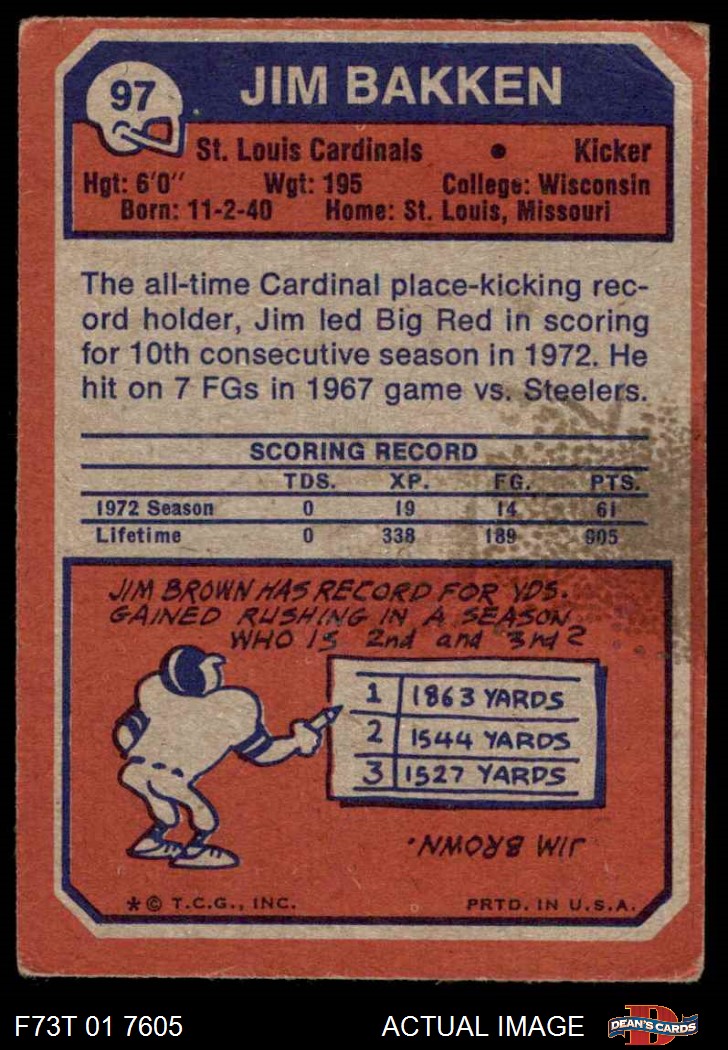 97
JIM BAKKEN
St. Louis Cardinals • Kicker
Hgt: 6'0" Wgt: 195 College: Wisconsin
Born: 11-2-40 Home: St. Louis, Missouri
The all-time Cardinal place-kicking rec-
ord holder, Jim led Big Red in scoring
for 10th consecutive season in 1972. He
hit on 7 FGs in 1967 game vs. Steelers.
SCORING RECORD
TDS. XP. FG. PTS.
1972 Season 0 19 14 61
Lifetime 0 338 189 905
JIM BROWN HAS RECORD FOR YDS.
GAINED RUSHING IN A SEASON
WHO IS 2nd and 3rd?
1 1863 YARDS
2 1544 YARDS
3 1527 YARDS
JIM BROWN.
*© T.C.G., INC. PRTD. IN U.S.A.
F73T 01 7605 ACTUAL IMAGE
D
DEAN'S CARDS